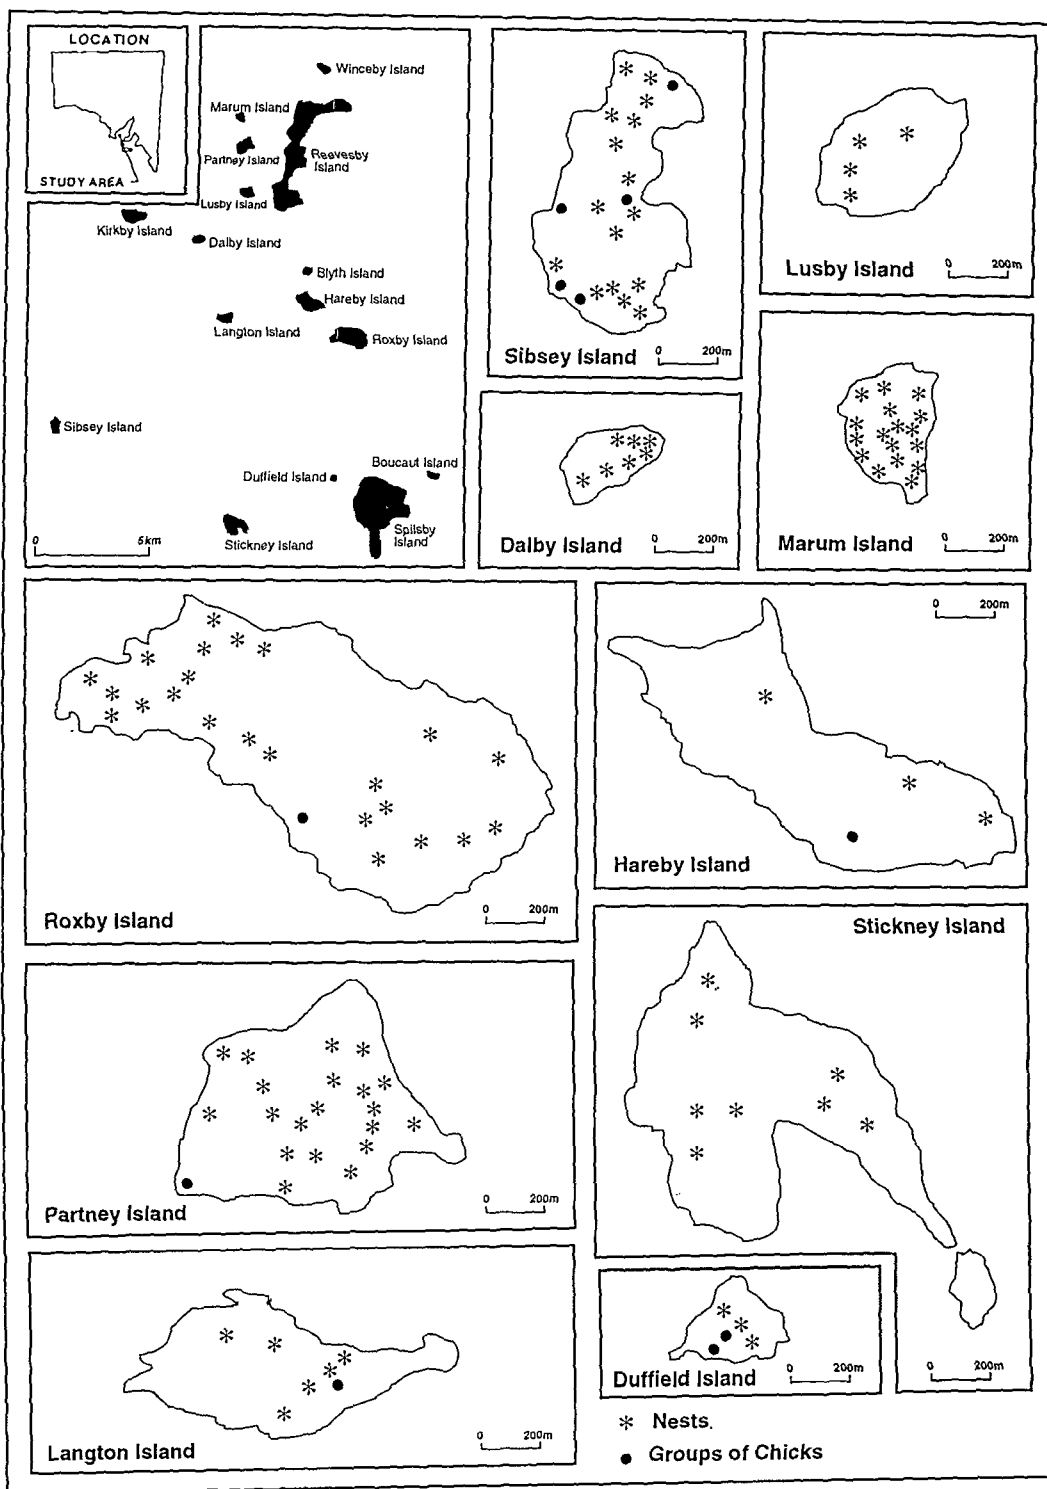 LOCATION
STUDY AREA
Winceby Island
Marum Island
Partney Island
Reevesby
Island
Lusby Island
Kirkby Island
Dalby Island
Blyth Island
Hareby Island
Langton Island
Roxby Island
Sibsey Island
Boucaut Island
Duffield Island
Spilsby
Island
Stickney Island
0 5km
Sibsey Island
0 200m
Lusby Island
0 200m
Dalby Island
0 200m
Marum Island
0 200m
Roxby Island
0 200m
0 200m
Hareby Island
Stickney Island
0 200m
Partney Island
0 200m
Langton Island
0 200m
Duffield Island
0 200m
* Nests.
● Groups of Chicks